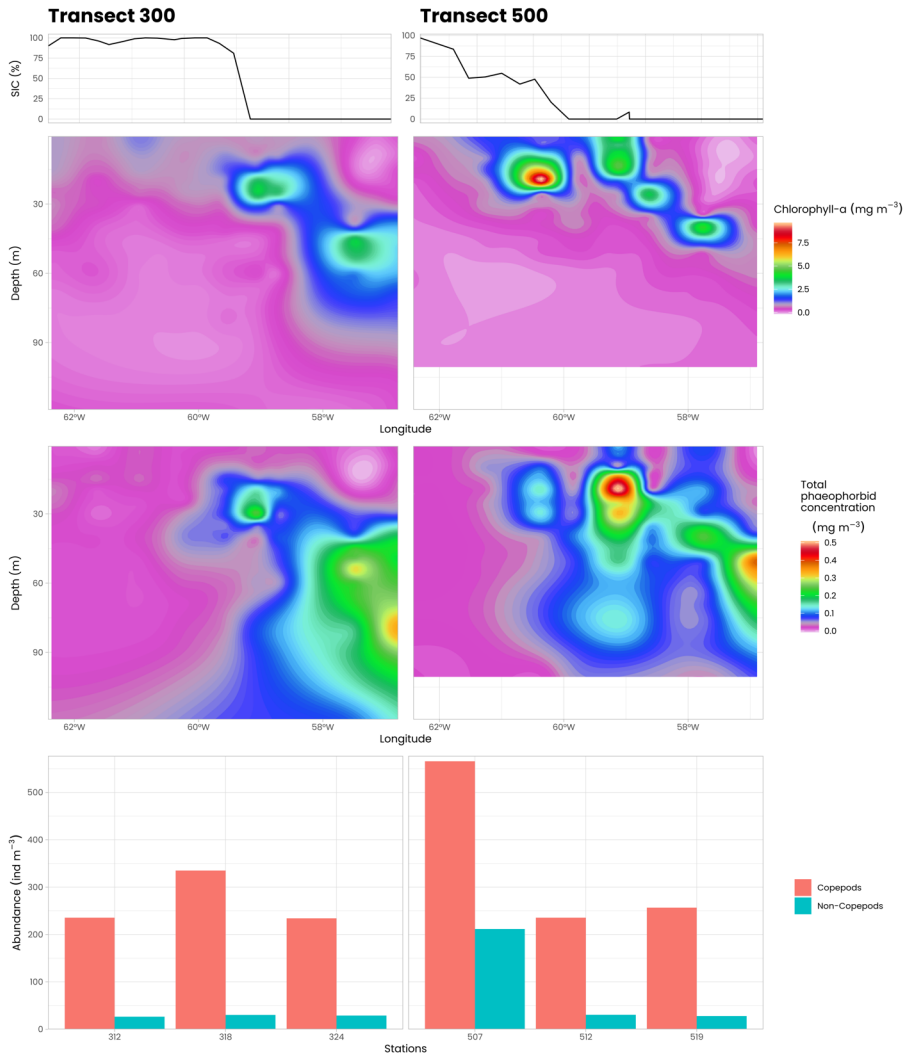 Transect 300
Transect 500
SIC (%)
100
75
50
25
0
100
75
50
25
0
Depth (m)
30
60
90
62°W
60°W
58°W
62°W
60°W
58°W
Longitude
Chlorophyll-a (mg m⁻³)
7.5
5.0
2.5
0.0
Depth (m)
30
60
90
62°W
60°W
58°W
62°W
60°W
58°W
Longitude
Total
phaeophorbid
concentration
(mg m⁻³)
0.5
0.4
0.3
0.2
0.1
0.0
Abundance (ind m⁻³)
500
400
300
200
100
0
312
318
324
507
512
519
Stations
Copepods
Non-Copepods